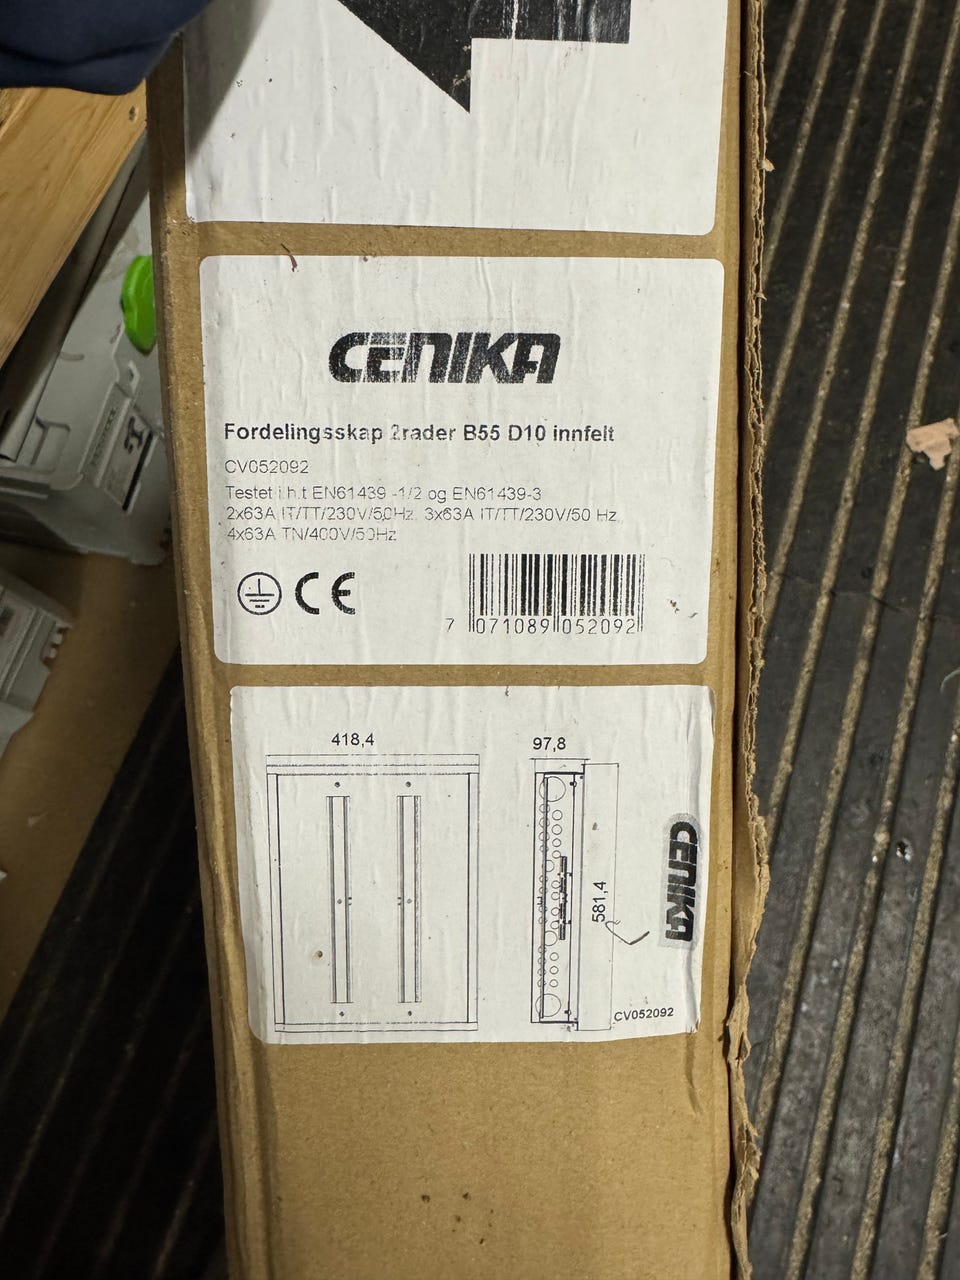 CENIKA
Fordelingsskap 2rader B55 D10 innfelt
CV052092
Testet i.h.t EN61439 -1/2 og EN61439-3
2x63A IT/TT/230V/50Hz, 3x63A IT/TT/230V/50 Hz,
4x63A TN/400V/50Hz
CE
7 071089 052092
418,4
97,8
581,4
CENIKA
CV052092